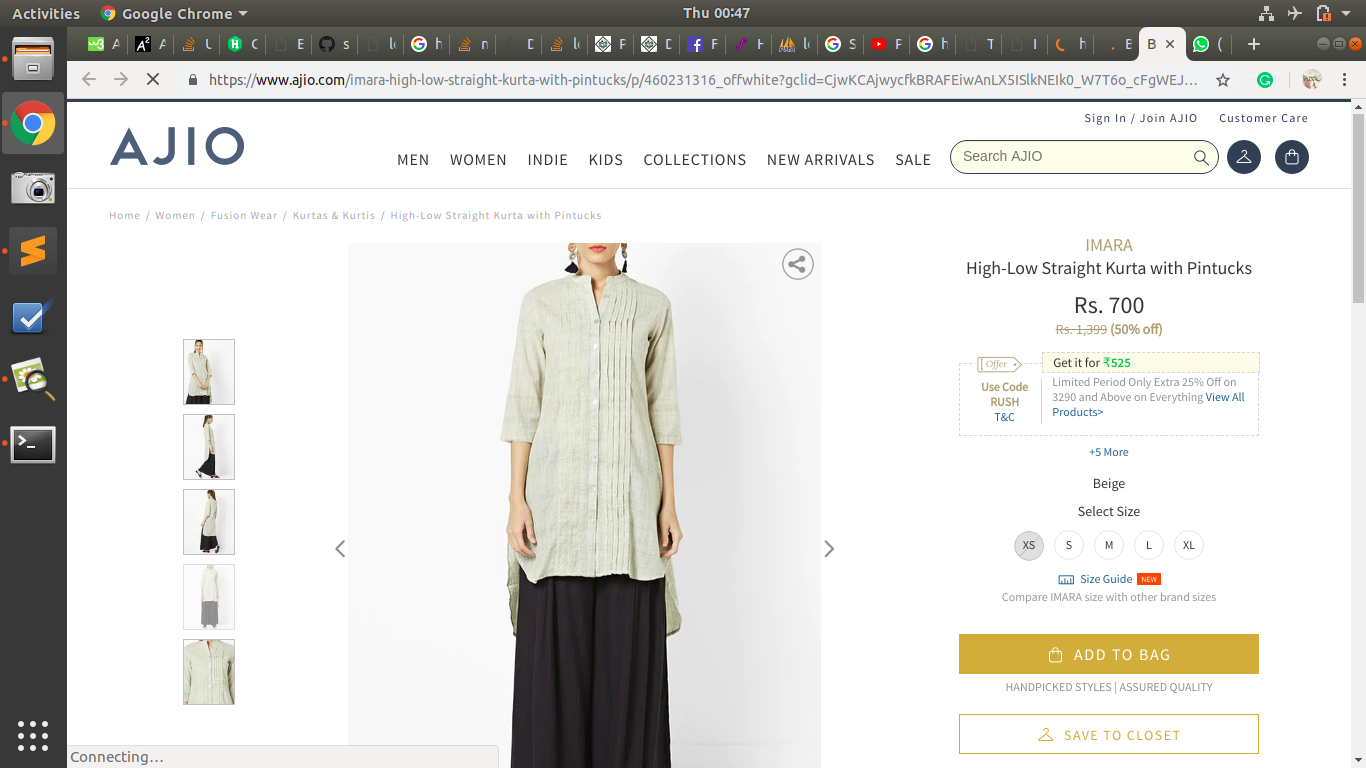 Activities
Google Chrome
Thu 00:47
A
A
U
C
E
s
l
h
n
D
l
F
D
F
H
l
S
F
h
T
I
h
E
B
(
https://www.ajio.com/imara-high-low-straight-kurta-with-pintucks/p/460231316_offwhite?gclid=CjwKCAjwycfkBRAFEiwAnLX5ISlkNEIk0_W7T6o_cFgWEJ...
Sign In / Join AJIO Customer Care
AJIO
MEN WOMEN INDIE KIDS COLLECTIONS NEW ARRIVALS SALE
Search AJIO
Home / Women / Fusion Wear / Kurtas & Kurtis / High-Low Straight Kurta with Pintucks
IMARA
High-Low Straight Kurta with Pintucks
Rs. 700
Rs. 1,399 (50% off)
Offer
Get it for ₹525
Use Code
RUSH
T&C
Limited Period Only Extra 25% Off on
3290 and Above on Everything View All
Products>
+5 More
Beige
Select Size
XS S M L XL
Size Guide NEW
Compare IMARA size with other brand sizes
ADD TO BAG
HANDPICKED STYLES | ASSURED QUALITY
SAVE TO CLOSET
Connecting...